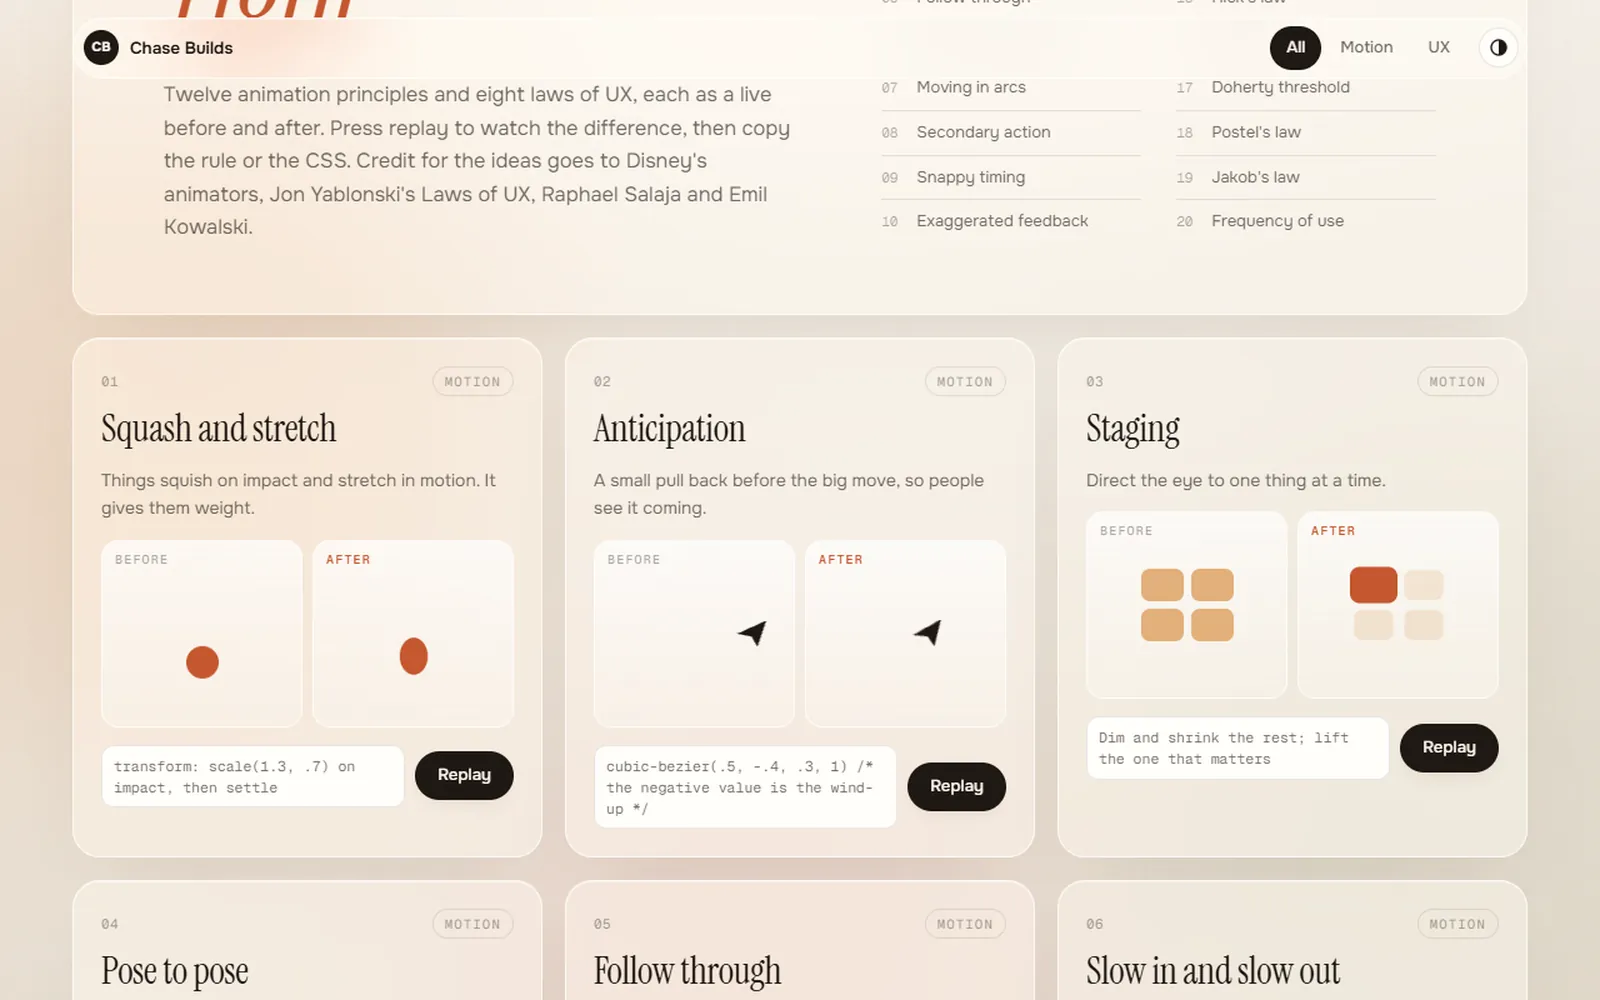 CB Chase Builds
All Motion UX
Twelve animation principles and eight laws of UX, each as a live
before and after. Press replay to watch the difference, then copy
the rule or the CSS. Credit for the ideas goes to Disney's
animators, Jon Yablonski's Laws of UX, Raphael Salaja and Emil
Kowalski.
07 Moving in arcs
08 Secondary action
09 Snappy timing
10 Exaggerated feedback
17 Doherty threshold
18 Postel's law
19 Jakob's law
20 Frequency of use
01 MOTION
Squash and stretch
Things squish on impact and stretch in motion. It
gives them weight.
BEFORE
AFTER
transform: scale(1.3, .7) on
impact, then settle
Replay
02 MOTION
Anticipation
A small pull back before the big move, so people
see it coming.
BEFORE
AFTER
cubic-bezier(.5, -.4, .3, 1) /*
the negative value is the wind-
up */
Replay
03 MOTION
Staging
Direct the eye to one thing at a time.
BEFORE
AFTER
Dim and shrink the rest; lift
the one that matters
Replay
04 MOTION
Pose to pose
05 MOTION
Follow through
06 MOTION
Slow in and slow out